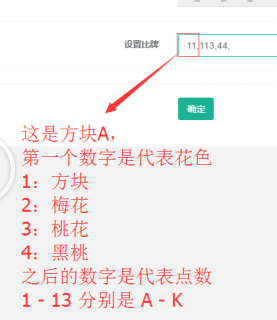 设置比牌
11,113,44,
确定
这是方块A，
第一个数字是代表花色
1：方块
2：梅花
3：桃花
4：黑桃
之后的数字是代表点数
1 - 13 分别是 A - K